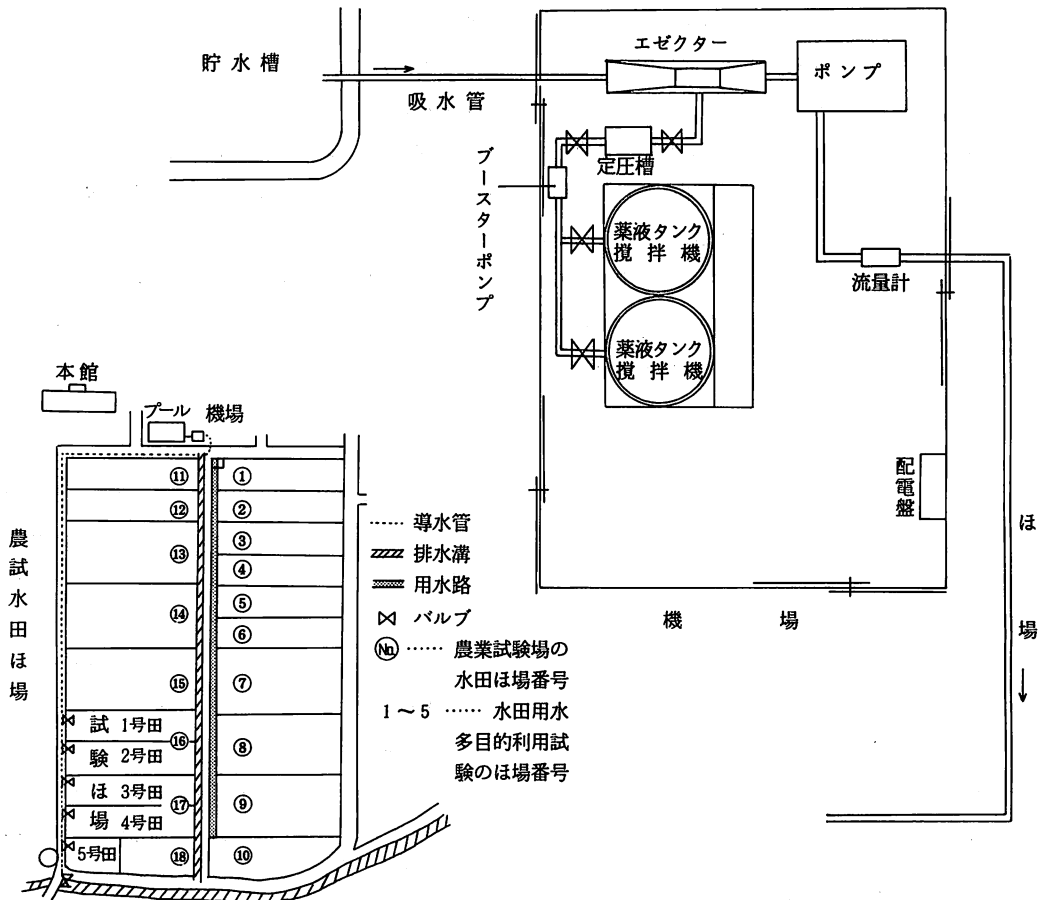 貯水槽
吸水管
エゼクター
ポンプ
定圧槽
ブースターポンプ
薬液タンク
攪拌機
薬液タンク
攪拌機
流量計
配電盤
機場
ほ場
本館
プール
機場
農試水田ほ場
⑪
⑫
⑬
⑭
⑮
⑯
⑰
⑱
①
②
③
④
⑤
⑥
⑦
⑧
⑨
⑩
試験ほ場
1号田
2号田
3号田
4号田
5号田
導水管
排水溝
用水路
バルブ
No. …… 農業試験場の
水田ほ場番号
1～5 …… 水田用水
多目的利用試
験のほ場番号